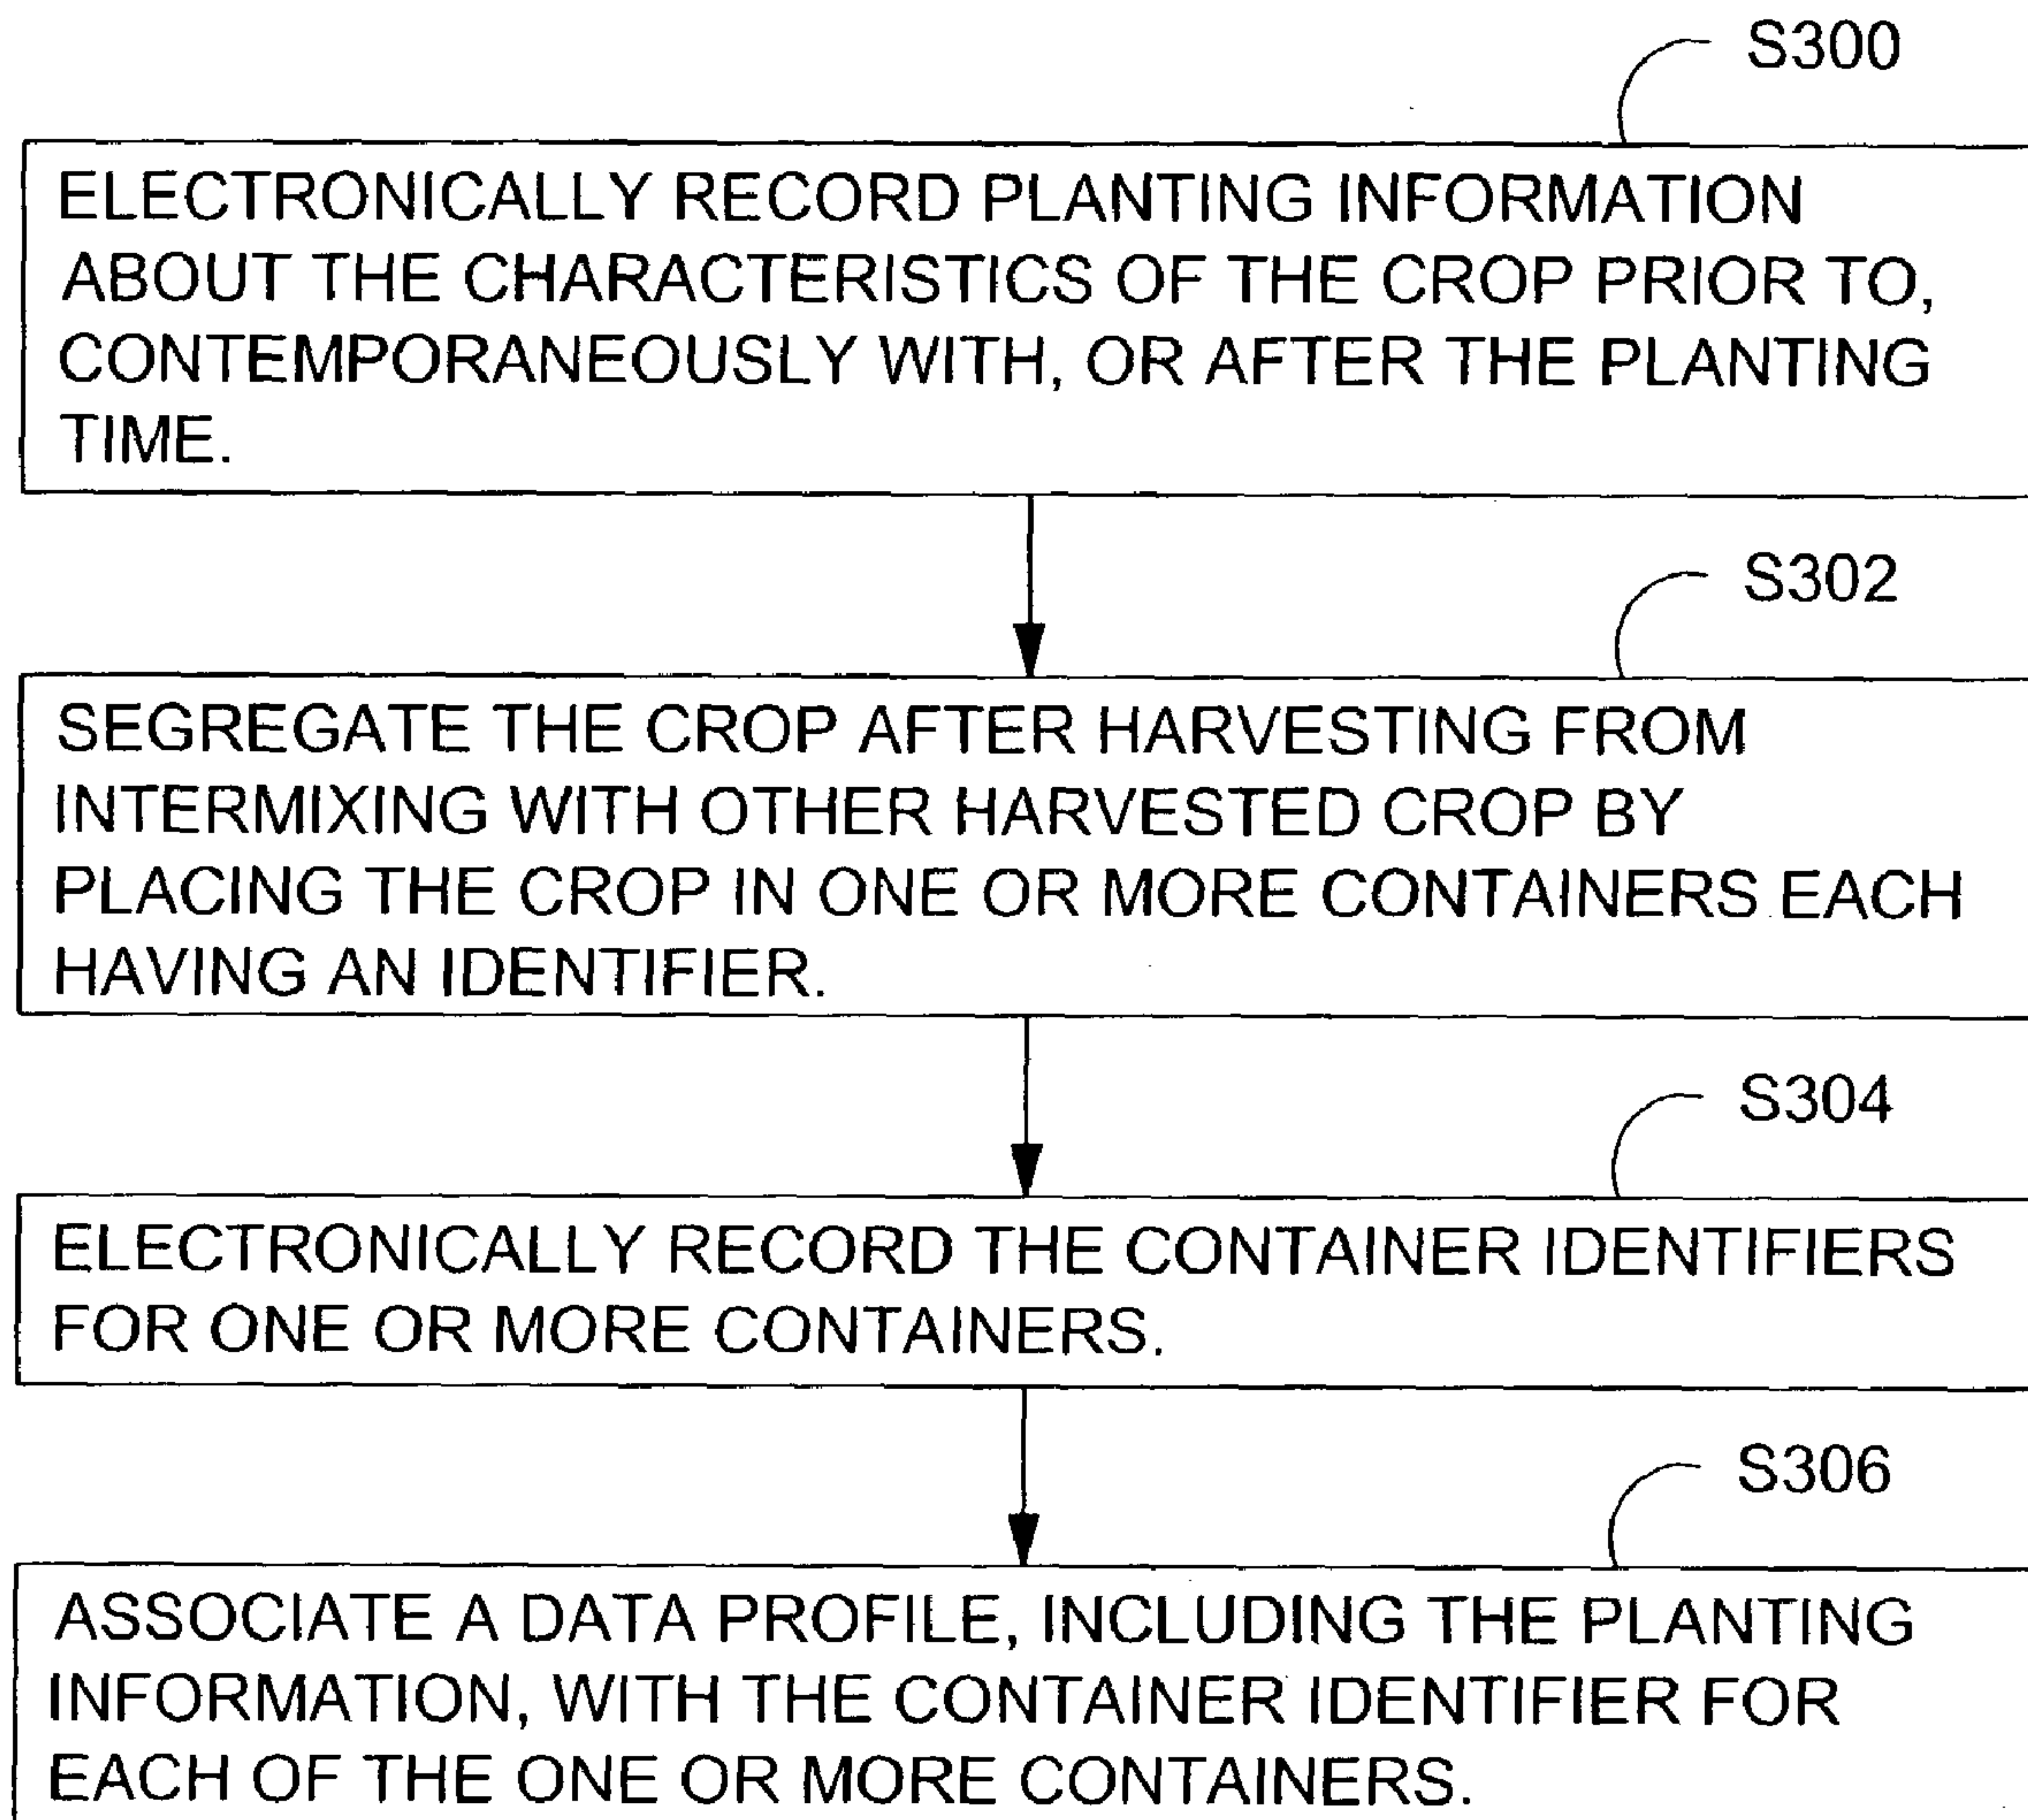 S300
ELECTRONICALLY RECORD PLANTING INFORMATION
ABOUT THE CHARACTERISTICS OF THE CROP PRIOR TO,
CONTEMPORANEOUSLY WITH, OR AFTER THE PLANTING
TIME.
S302
SEGREGATE THE CROP AFTER HARVESTING FROM
INTERMIXING WITH OTHER HARVESTED CROP BY
PLACING THE CROP IN ONE OR MORE CONTAINERS EACH
HAVING AN IDENTIFIER.
S304
ELECTRONICALLY RECORD THE CONTAINER IDENTIFIERS
FOR ONE OR MORE CONTAINERS.
S306
ASSOCIATE A DATA PROFILE, INCLUDING THE PLANTING
INFORMATION, WITH THE CONTAINER IDENTIFIER FOR
EACH OF THE ONE OR MORE CONTAINERS.